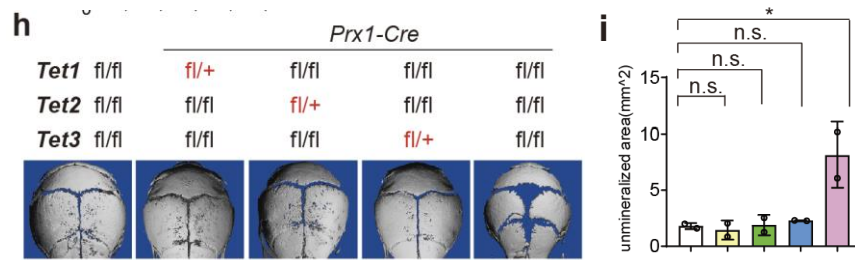 h
Prx1-Cre
Tet1 fl/fl fl/+ fl/fl fl/fl fl/fl
Tet2 fl/fl fl/fl fl/+ fl/fl fl/fl
Tet3 fl/fl fl/fl fl/fl fl/+ fl/fl
i
*
n.s.
n.s.
n.s.
unmineralized area(mm^2)
15
10
5
0